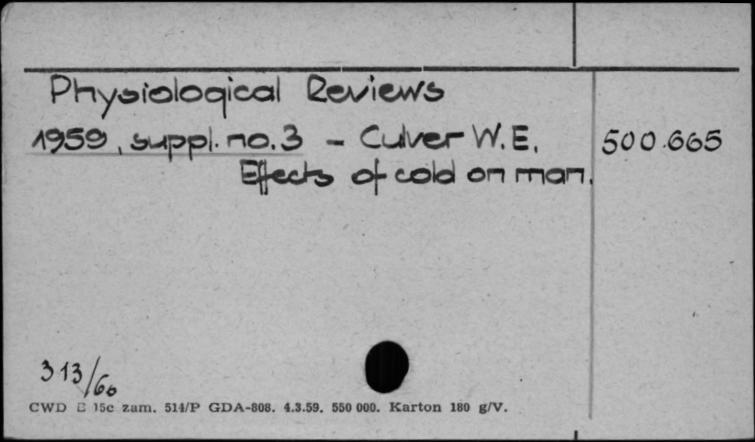 Physiological Reviews
1959, suppl. no. 3 - Culver W.E. 500.665
Effects of cold on man.
313/60
CWD E 15c zam. 514/P GDA-808. 4.3.59. 550 000. Karton 180 g/V.